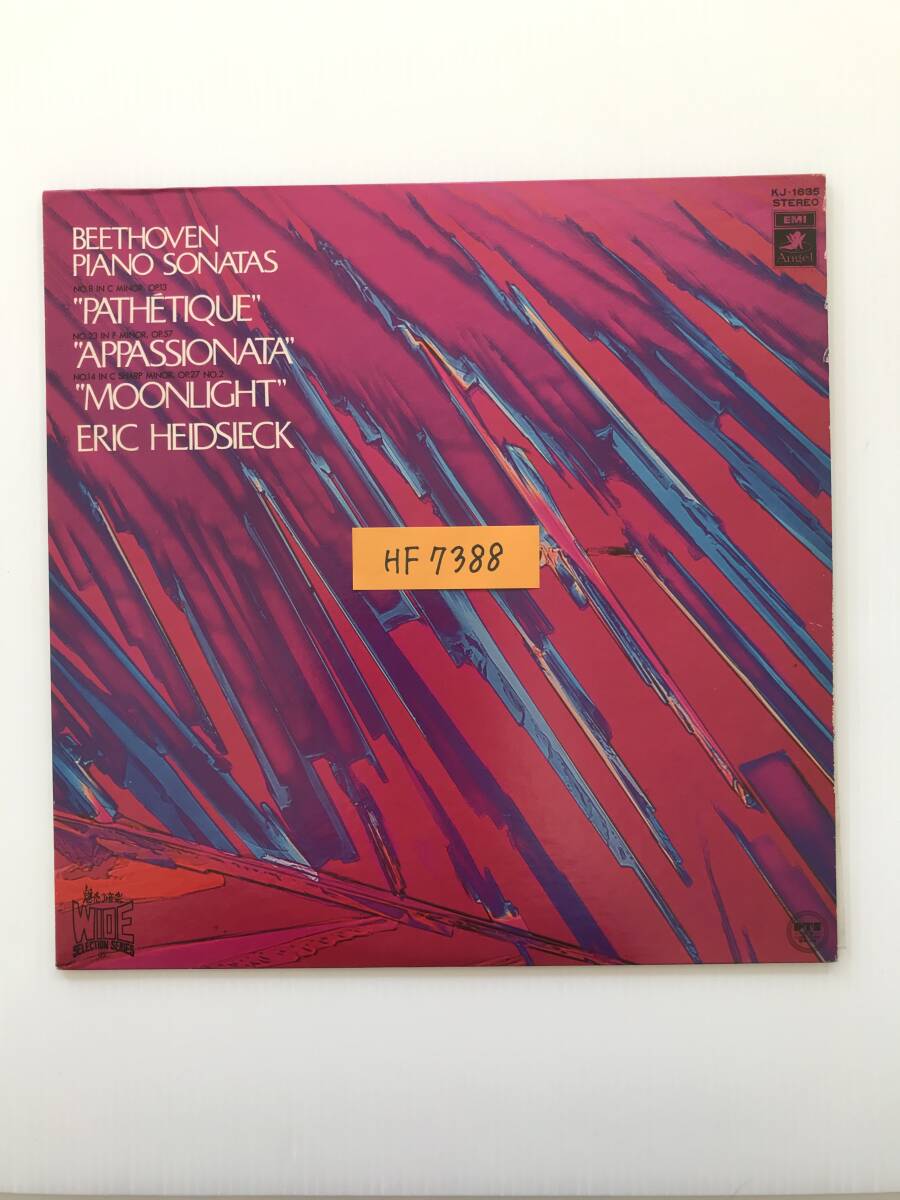 KJ-1635
STEREO
EMI
Angel
BEETHOVEN
PIANO SONATAS
NO.8 IN C MINOR, OP.13
"PATHÉTIQUE"
NO.23 IN F MINOR, OP.57
"APPASSIONATA"
NO.14 IN C SHARP MINOR, OP.27 NO.2
"MOONLIGHT"
ERIC HEIDSIECK
HF 7388
WIDE
SELECTION SERIES